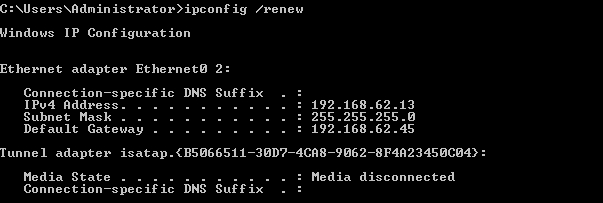 C:\Users\Administrator>ipconfig /renew
Windows IP Configuration
Ethernet adapter Ethernet0 2:
Connection-specific DNS Suffix  . :
IPv4 Address. . . . . . . . . . . : 192.168.62.13
Subnet Mask . . . . . . . . . . . : 255.255.255.0
Default Gateway . . . . . . . . . : 192.168.62.45
Tunnel adapter isatap.{B5066511-30D7-4CA8-9062-8F4A23450C04}:
Media State . . . . . . . . . . . : Media disconnected
Connection-specific DNS Suffix  . :